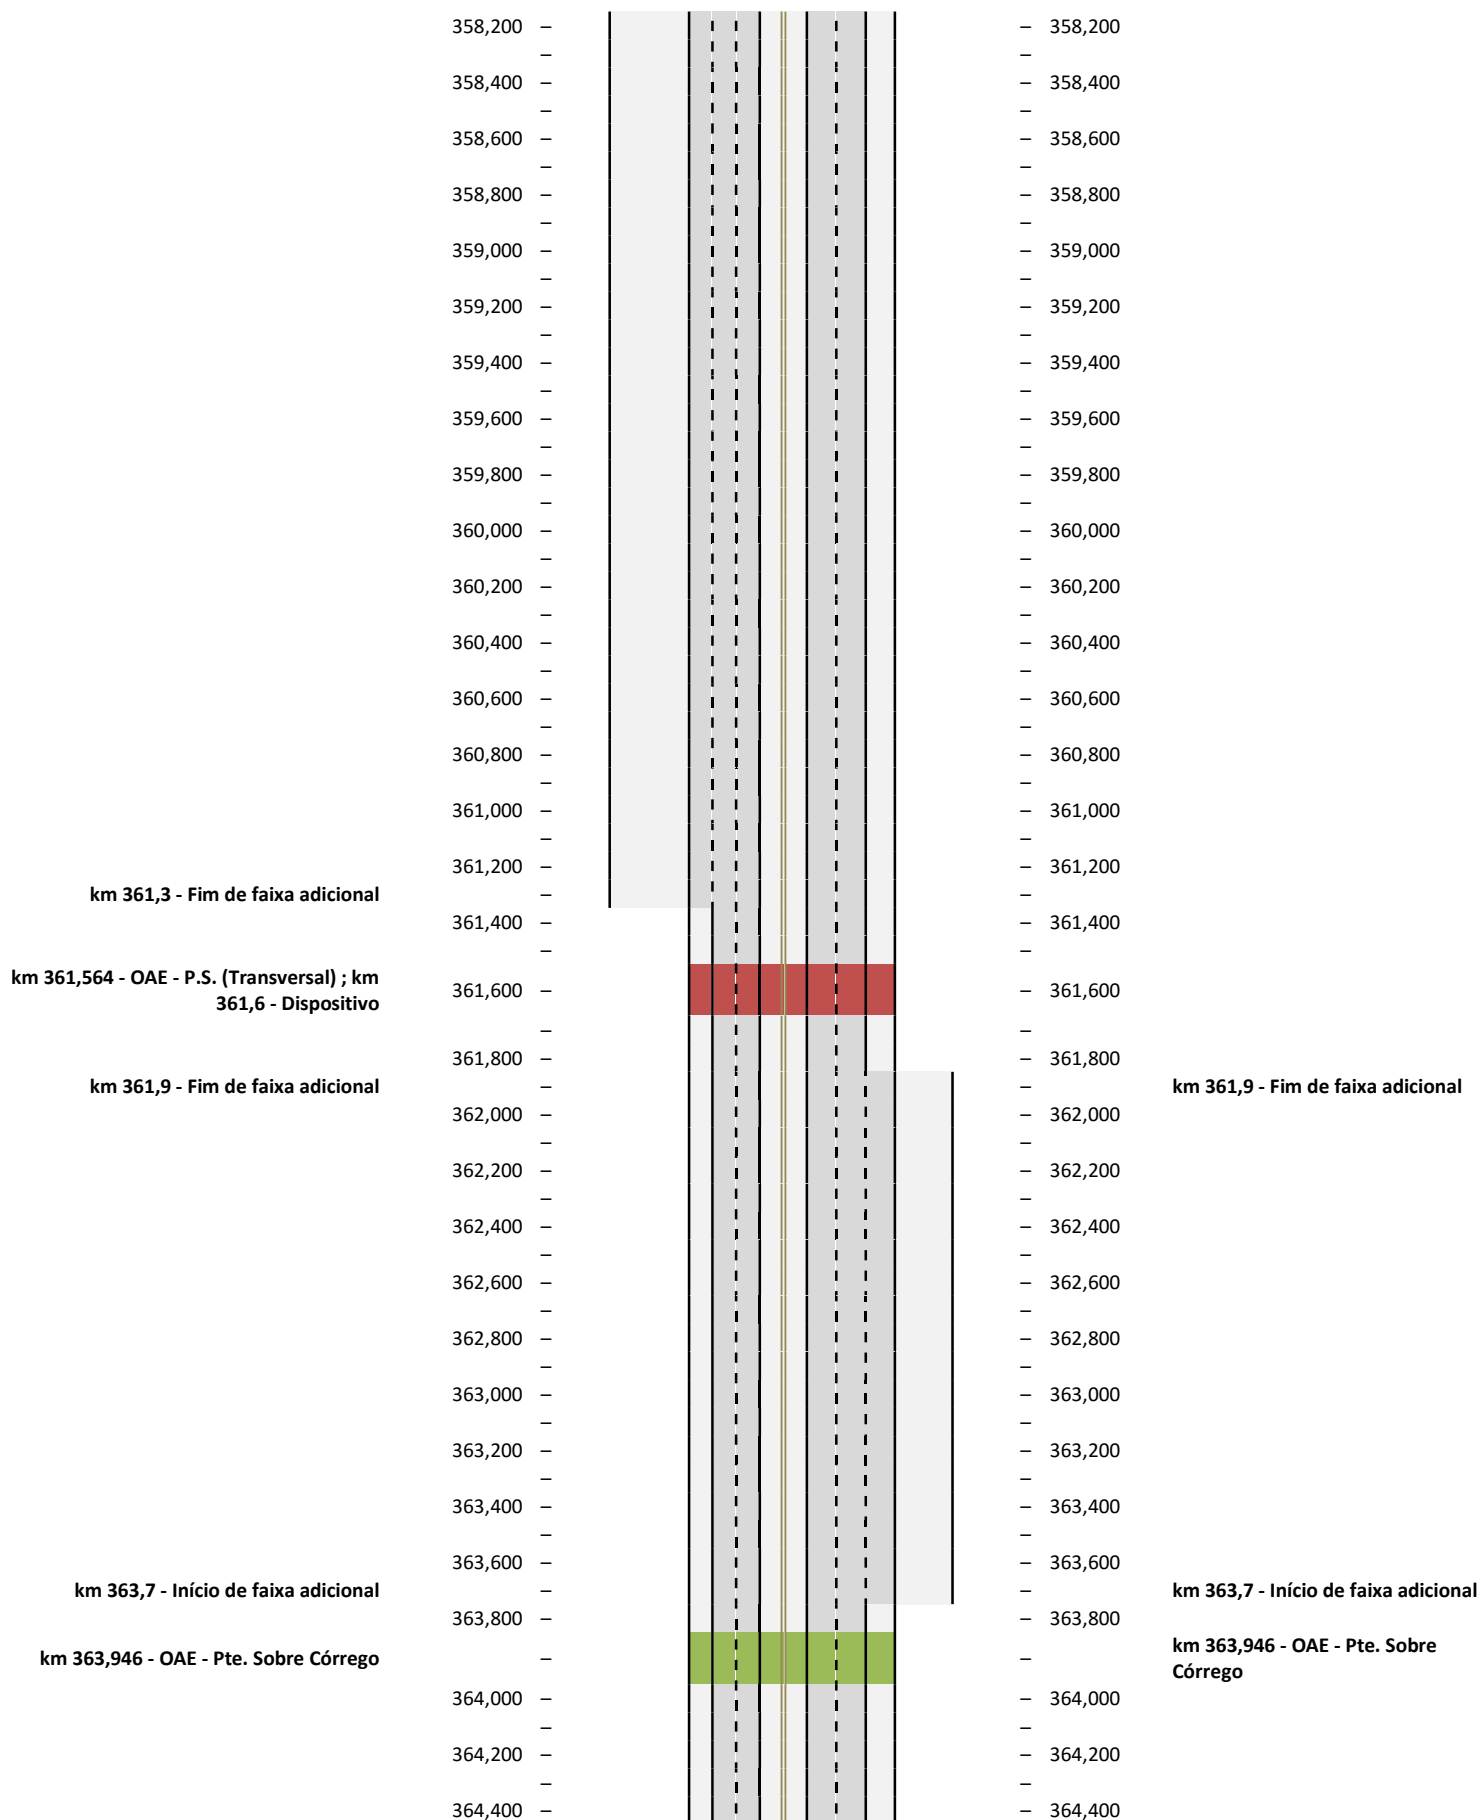 358,200 – – 358,200
– –
358,400 – – 358,400
– –
358,600 – – 358,600
– –
358,800 – – 358,800
– –
359,000 – – 359,000
– –
359,200 – – 359,200
– –
359,400 – – 359,400
– –
359,600 – – 359,600
– –
359,800 – – 359,800
– –
360,000 – – 360,000
– –
360,200 – – 360,200
– –
360,400 – – 360,400
– –
360,600 – – 360,600
– –
360,800 – – 360,800
– –
361,000 – – 361,000
– –
361,200 – – 361,200
km 361,3 - Fim de faixa adicional – –
361,400 – – 361,400
– –
km 361,564 - OAE - P.S. (Transversal) ; km
361,6 - Dispositivo
361,600 – – 361,600
– –
361,800 – – 361,800
km 361,9 - Fim de faixa adicional – – km 361,9 - Fim de faixa adicional
362,000 – – 362,000
– –
362,200 – – 362,200
– –
362,400 – – 362,400
– –
362,600 – – 362,600
– –
362,800 – – 362,800
– –
363,000 – – 363,000
– –
363,200 – – 363,200
– –
363,400 – – 363,400
– –
363,600 – – 363,600
km 363,7 - Início de faixa adicional – – km 363,7 - Início de faixa adicional
363,800 – – 363,800
km 363,946 - OAE - Pte. Sobre Córrego – – km 363,946 - OAE - Pte. Sobre
Córrego
364,000 – – 364,000
– –
364,200 – – 364,200
– –
364,400 – – 364,400